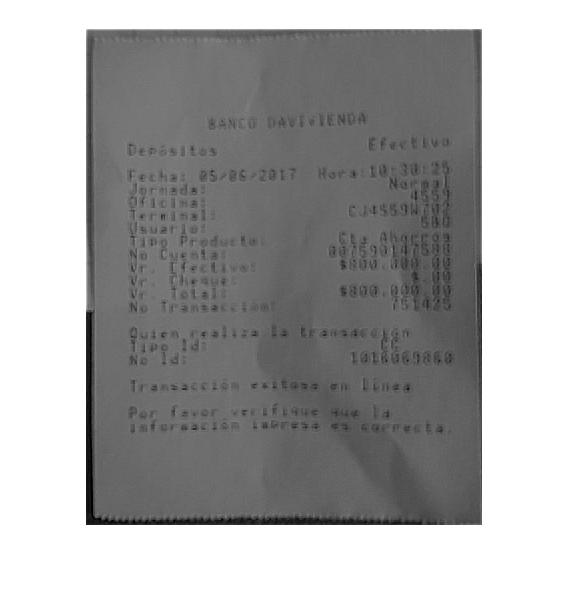 BANCO DAVIVIENDA
Depósitos Efectivo
Fecha: 05/06/2017 Hora:10:30:25
Jornada: Normal
Oficina: 4559
Terminal: CJ4559W702
Usuario: 5B0
Tipo Producto: Cta Ahorros
No Cuenta:
Vr. Efectivo: $800.000.00
Vr. Cheque: $.00
Vr. Total: $800.000.00
No Transaccion: 751425
Quien realiza la transacción
Tipo Id: CC
No Id: 1016069860
Transacción exitosa en línea
Por favor verifique que la
información impresa es correcta.